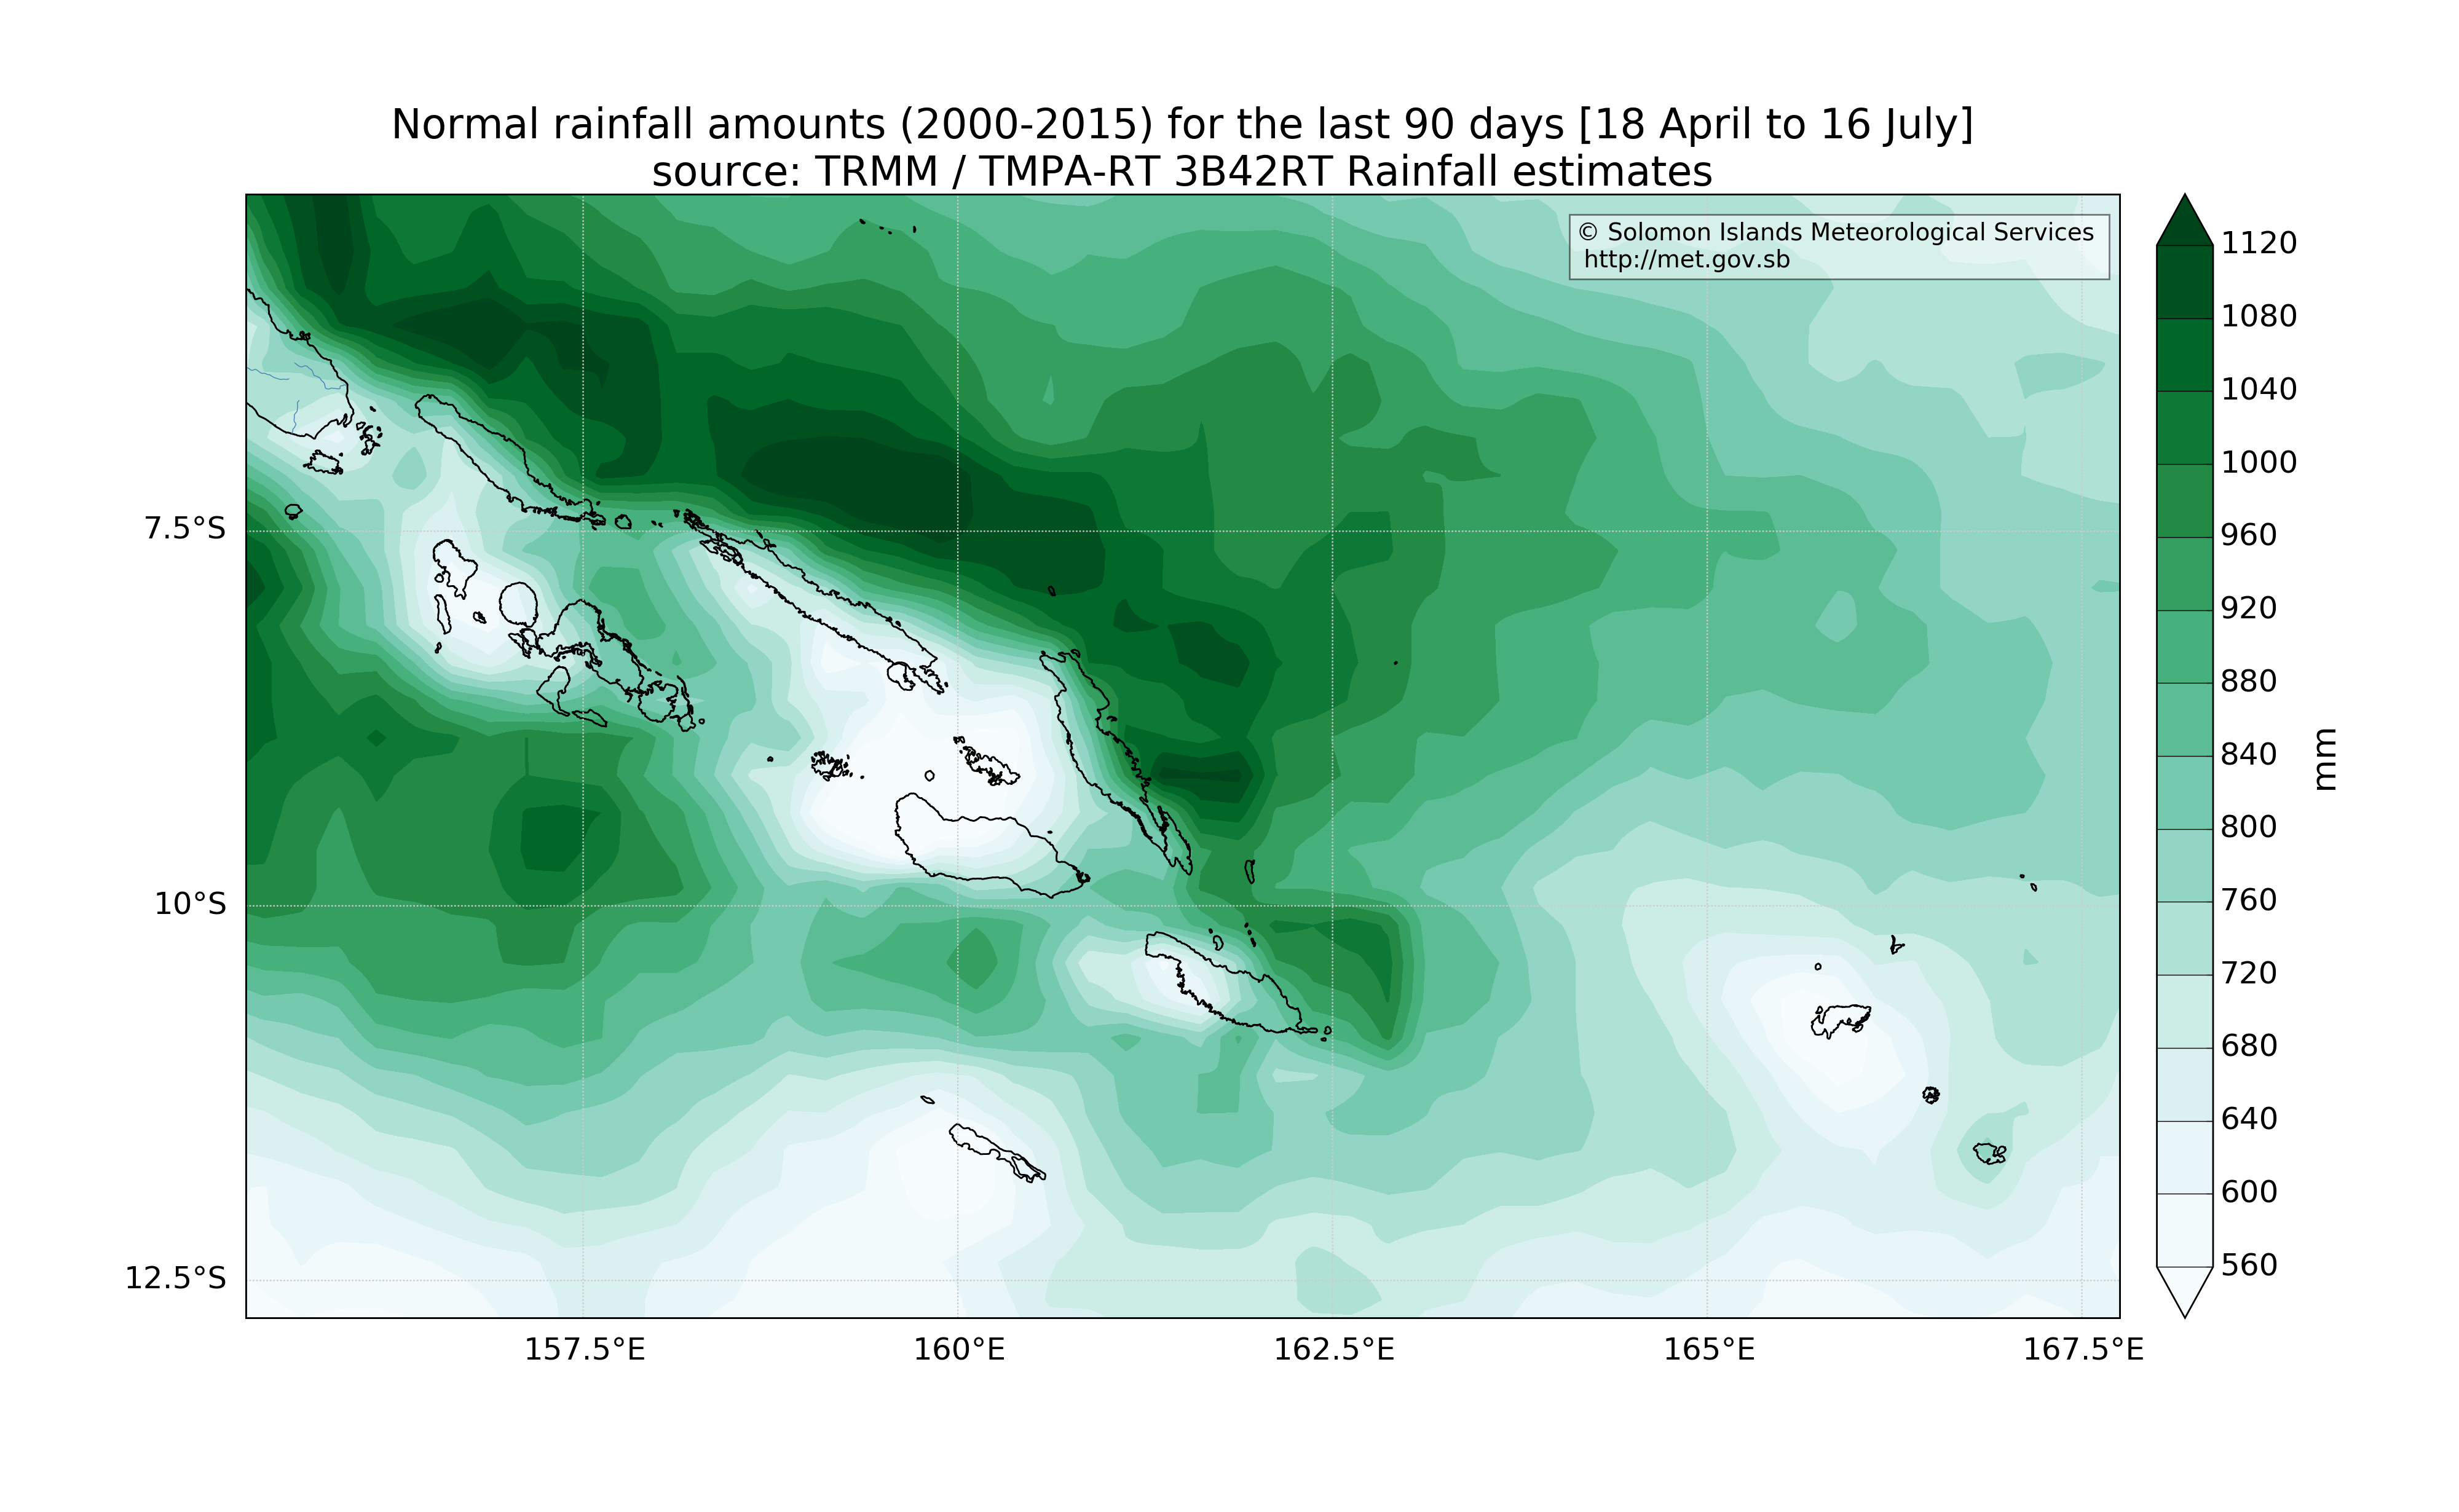 Normal rainfall amounts (2000-2015) for the last 90 days [18 April to 16 July]
source: TRMM / TMPA-RT 3B42RT Rainfall estimates
© Solomon Islands Meteorological Services
http://met.gov.sb
7.5°S
10°S
12.5°S
157.5°E
160°E
162.5°E
165°E
167.5°E
1120
1080
1040
1000
960
920
880
840
800
760
720
680
640
600
560
mm